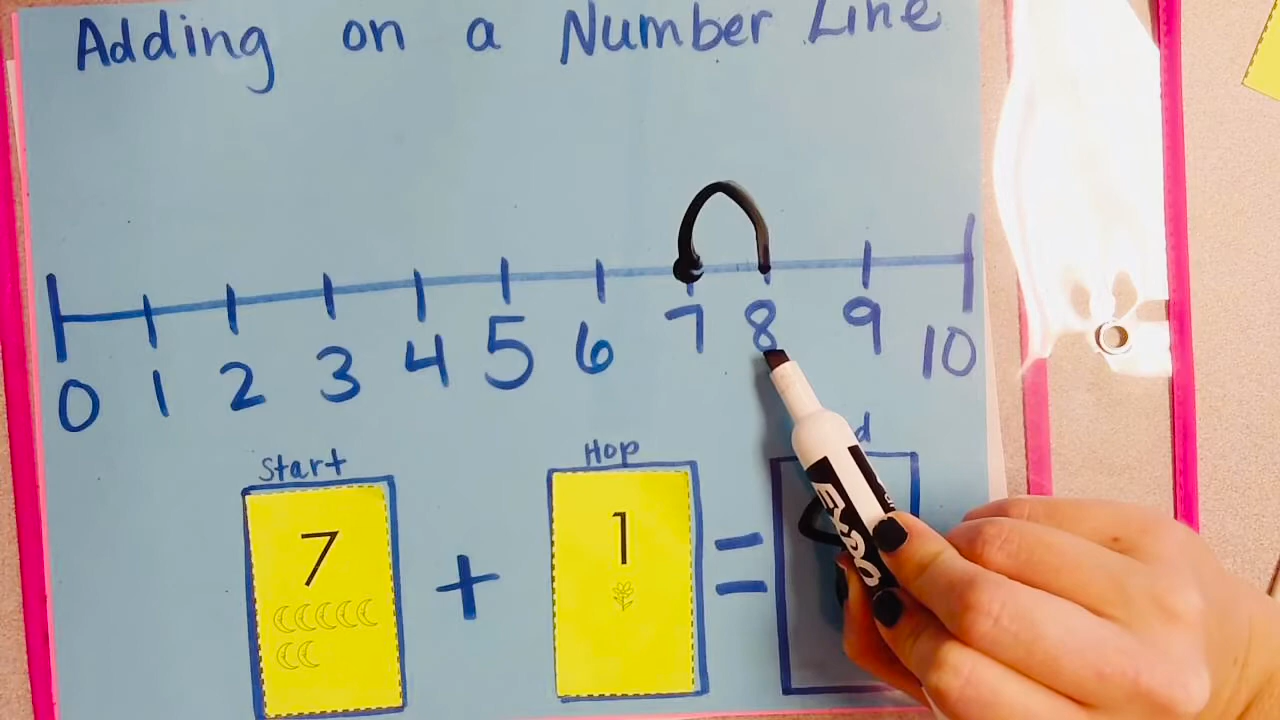 Adding on a Number Line
0 1 2 3 4 5 6 7 8 9 10
Start Hop
7 + 1 =
EXPO